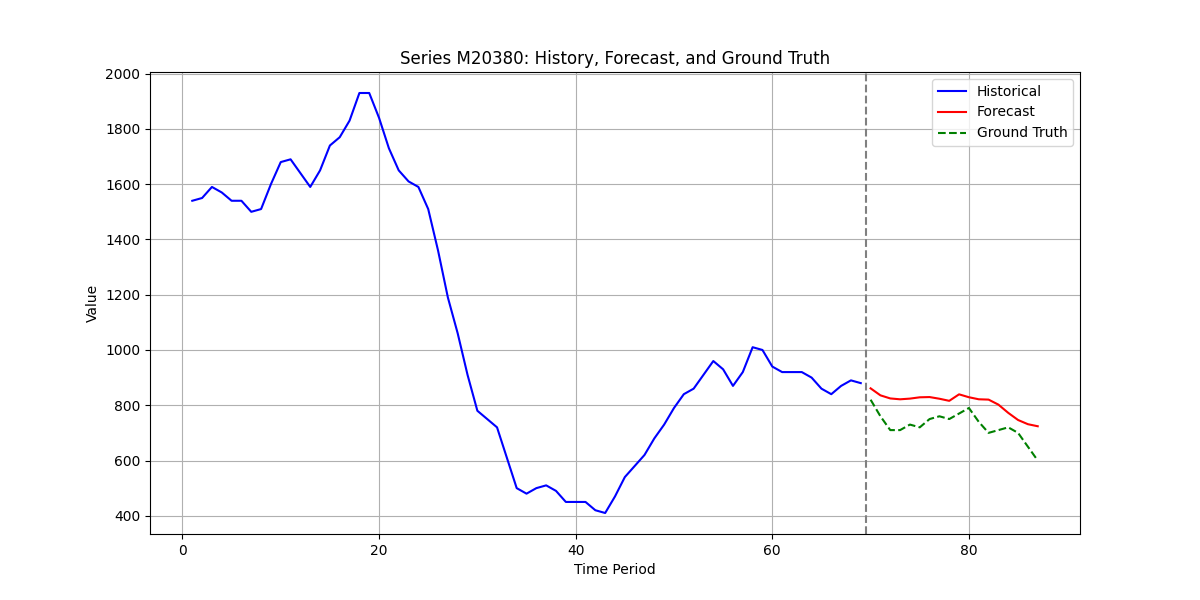 Series M20380: History, Forecast, and Ground Truth
2000
1800
1600
1400
1200
1000
800
600
400
Value
Historical
Forecast
Ground Truth
0
20
40
60
80
Time Period